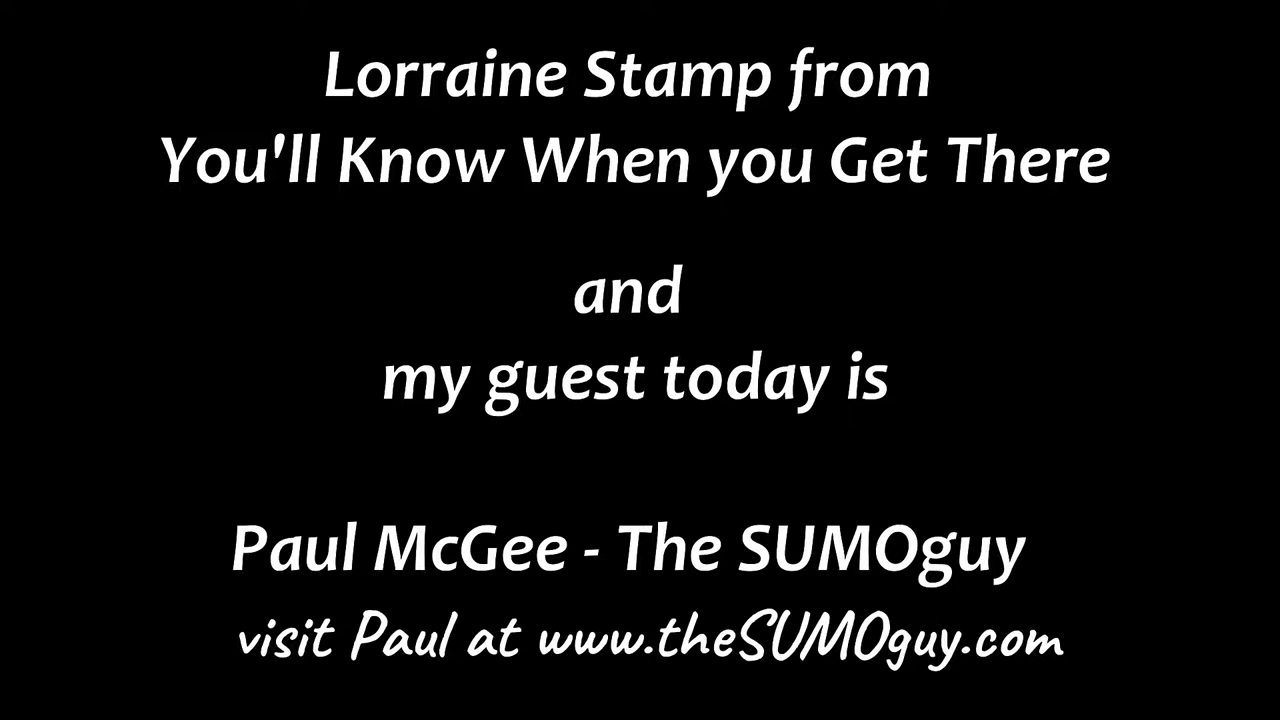 Lorraine Stamp from
You'll Know When you Get There
and
my guest today is
Paul McGee - The SUMOguy
visit Paul at www.theSUMOguy.com